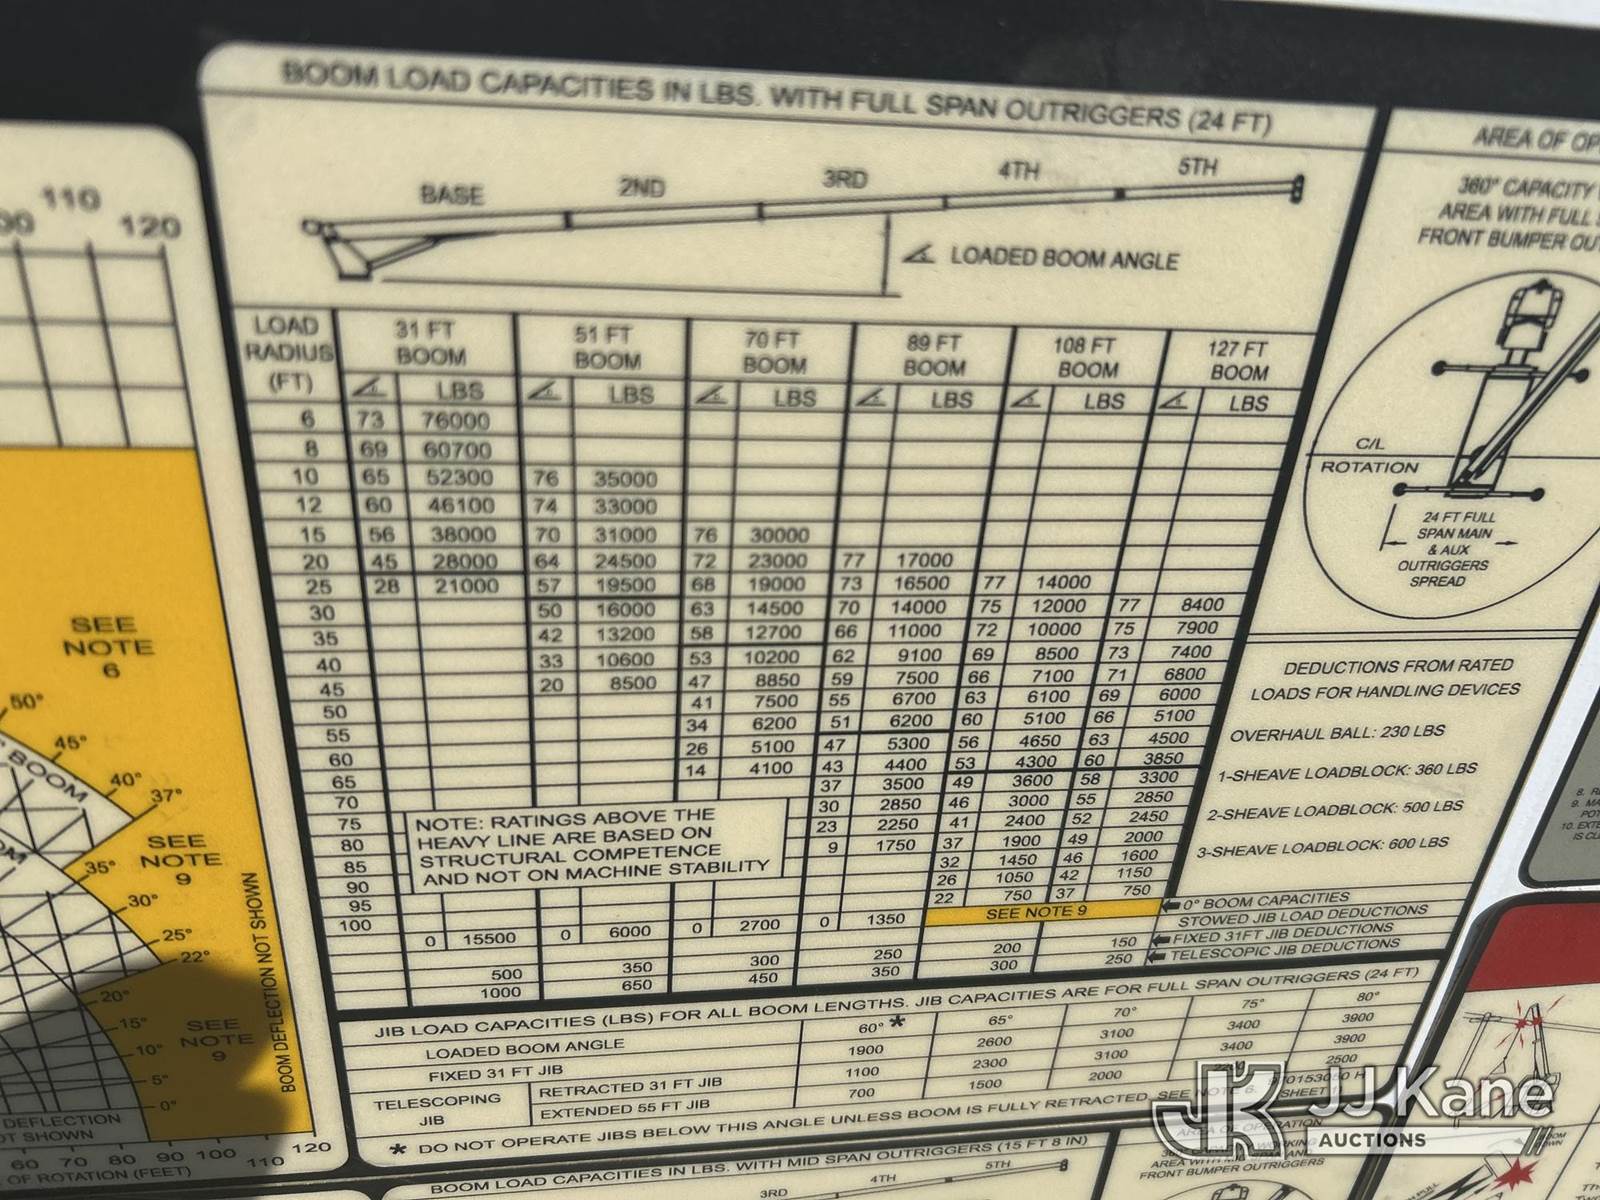 BOOM LOAD CAPACITIES IN LBS. WITH FULL SPAN OUTRIGGERS (24 FT)
BASE 2ND 3RD 4TH 5TH
LOADED BOOM ANGLE
LOAD RADIUS (FT) 31 FT BOOM 51 FT BOOM 70 FT BOOM 89 FT BOOM 108 FT BOOM 127 FT BOOM
LBS LBS LBS LBS LBS LBS
6 73 76000
8 69 60700
10 65 52300 76 35000
12 60 46100 74 33000
15 56 38000 70 31000 76 30000
20 45 28000 64 24500 72 23000 77 17000
25 28 21000 57 19500 68 19000 73 16500 77 14000
30 50 16000 63 14500 70 14000 75 12000 77 8400
35 42 13200 58 12700 66 11000 72 10000 75 7900
40 33 10600 53 10200 62 9100 69 8500 73 7400
45 20 8500 47 8850 59 7500 66 7100 71 6800
50 41 7500 55 6700 63 6100 69 6000
55 34 6200 51 6200 60 5100 66 5100
60 26 5100 47 5300 56 4650 63 4500
65 14 4100 43 4400 53 4300 60 3850
70 37 3500 49 3600 58 3300
75 30 2850 46 3000 55 2850
80 23 2250 41 2400 52 2450
85 9 1750 37 1900 49 2000
90 32 1450 46 1600
95 26 1050 42 1150
100 22 750 37 750
NOTE: RATINGS ABOVE THE
HEAVY LINE ARE BASED ON
STRUCTURAL COMPETENCE
AND NOT ON MACHINE STABILITY
0 15500 0 6000 0 2700 0 1350 SEE NOTE 9 0° BOOM CAPACITIES
STOWED JIB LOAD DEDUCTIONS
500 350 300 250 200 150 FIXED 31FT JIB DEDUCTIONS
1000 650 450 350 300 250 TELESCOPIC JIB DEDUCTIONS
JIB LOAD CAPACITIES (LBS) FOR ALL BOOM LENGTHS. JIB CAPACITIES ARE FOR FULL SPAN OUTRIGGERS (24 FT)
LOADED BOOM ANGLE 60° * 65° 70° 75° 80°
FIXED 31 FT JIB 1900 2600 3100 3400 3900
TELESCOPING JIB
RETRACTED 31 FT JIB 1100 2300 3100 3400 3900
EXTENDED 55 FT JIB 700 1500 2000 2500
* DO NOT OPERATE JIBS BELOW THIS ANGLE UNLESS BOOM IS FULLY RETRACTED. SEE NOTE 6.
SHEET
BOOM LOAD CAPACITIES IN LBS. WITH MID SPAN OUTRIGGERS (15 FT 8 IN)
3RD 4TH 5TH
AREA OF OP
360° CAPACITY
AREA WITH FULL
FRONT BUMPER OU
C/L
ROTATION
24 FT FULL
SPAN MAIN
& AUX
OUTRIGGERS
SPREAD
DEDUCTIONS FROM RATED
LOADS FOR HANDLING DEVICES
OVERHAUL BALL: 230 LBS
1-SHEAVE LOADBLOCK: 360 LBS
2-SHEAVE LOADBLOCK: 500 LBS
3-SHEAVE LOADBLOCK: 600 LBS
AREA OF OPERATION
FRONT BUMPER OUTRIGGERS
110
120
SEE
NOTE
6
50°
45°
40°
37°
BOOM
SEE
NOTE
9
35°
30°
25°
22°
20°
15°
10°
5°
0°
SEE
NOTE
9
BOOM DEFLECTION NOT SHOWN
DEFLECTION
OT SHOWN
60 70 80 90 100 110 120
OF ROTATION (FEET)
JJ Kane
AUCTIONS